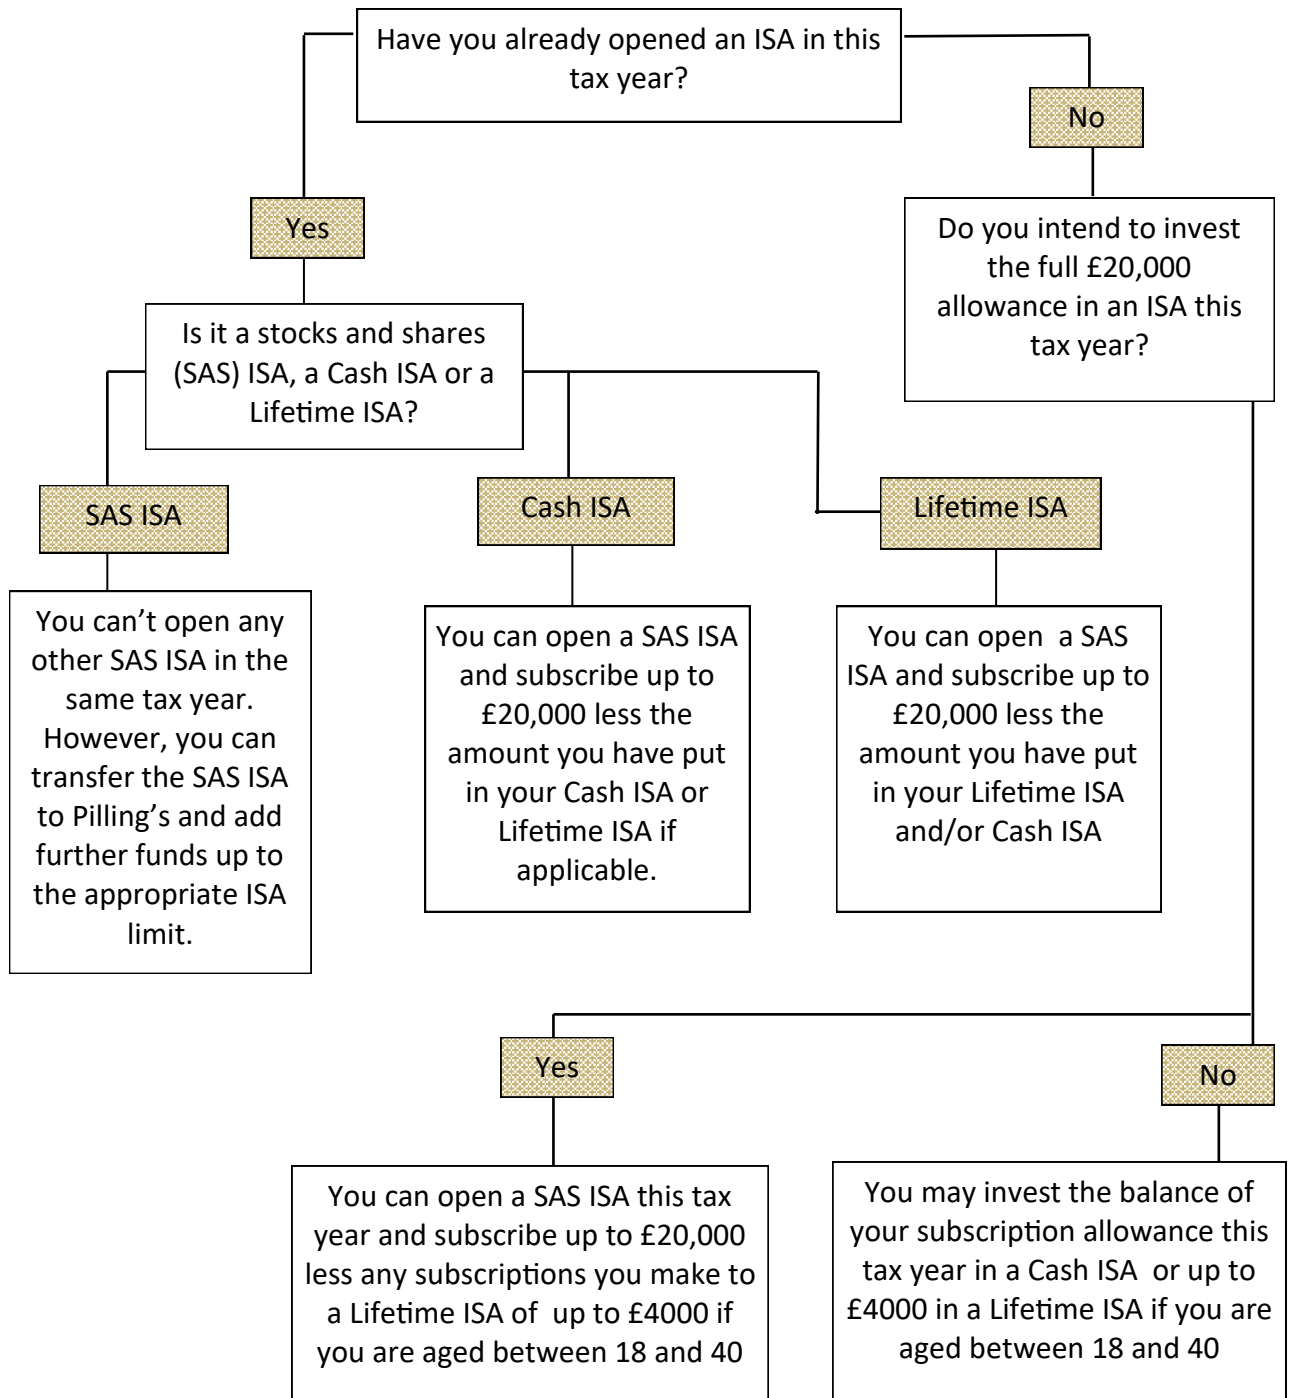 Have you already opened an ISA in this
tax year?
No
Yes
Do you intend to invest
the full £20,000
allowance in an ISA this
tax year?
Is it a stocks and shares
(SAS) ISA, a Cash ISA or a
Lifetime ISA?
SAS ISA
Cash ISA
Lifetime ISA
You can’t open any
other SAS ISA in the
same tax year.
However, you can
transfer the SAS ISA
to Pilling’s and add
further funds up to
the appropriate ISA
limit.
You can open a SAS ISA
and subscribe up to
£20,000 less the
amount you have put
in your Cash ISA or
Lifetime ISA if
applicable.
You can open a SAS
ISA and subscribe up to
£20,000 less the
amount you have put
in your Lifetime ISA
and/or Cash ISA
Yes
No
You can open a SAS ISA this tax
year and subscribe up to £20,000
less any subscriptions you make to
a Lifetime ISA of up to £4000 if
you are aged between 18 and 40
You may invest the balance of
your subscription allowance this
tax year in a Cash ISA or up to
£4000 in a Lifetime ISA if you are
aged between 18 and 40